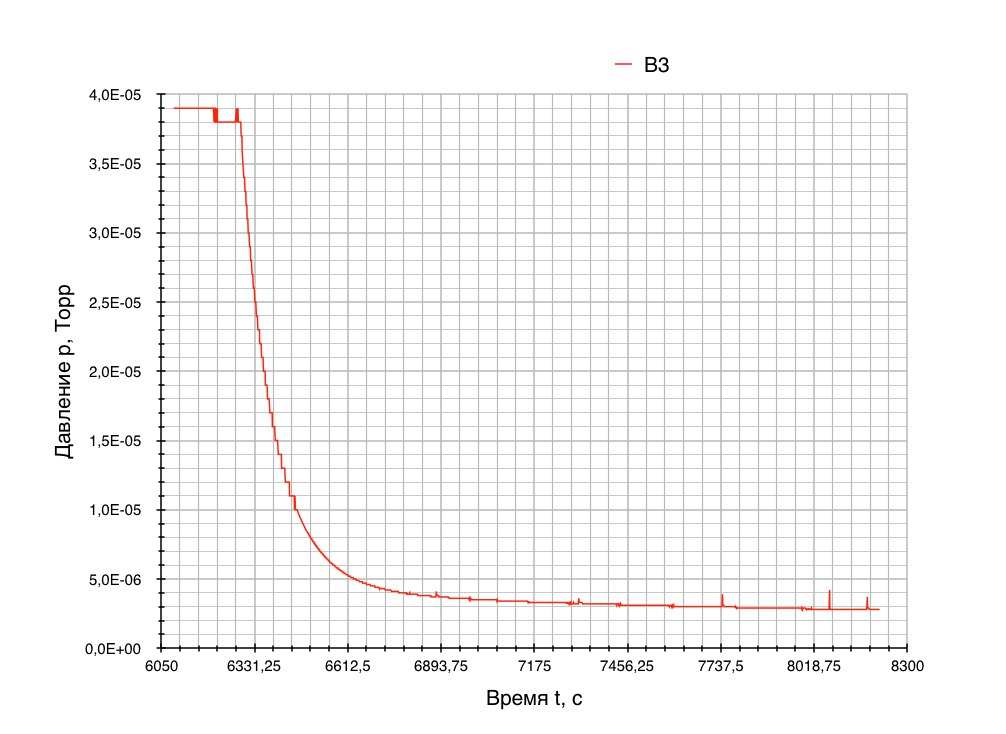 В3
4,0E-05
3,5E-05
3,0E-05
2,5E-05
2,0E-05
1,5E-05
1,0E-05
5,0E-06
0,0E+00
Давление p, Торр
6050 6331,25 6612,5 6893,75 7175 7456,25 7737,5 8018,75 8300
Время t, с